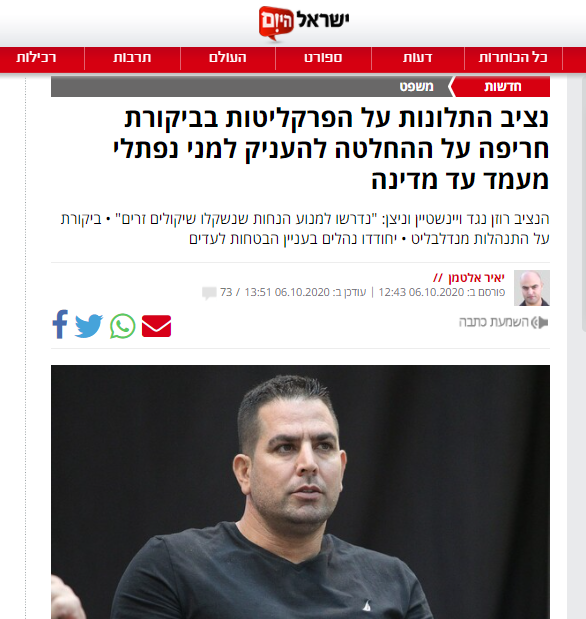 ישראל היום
כל הכותרות
דעות
ספורט
העולם
תרבות
רכילות
חדשות
משפט
נציב התלונות על הפרקליטות בביקורת
חריפה על ההחלטה להעניק למני נפתלי
מעמד עד מדינה
הנציב רוזן נגד ויינשטיין וניצן: "נדרשו למנוע הנחות שנשקלו שיקולים זרים" • ביקורת
על התנהלות מנדלבליט • יחודדו נהלים בעניין הבטחות לעדים
יאיר אלטמן //
פורסם ב: 06.10.2020 12:43 | עודכן ב: 06.10.2020 13:51 / 73
השמעת כתבה